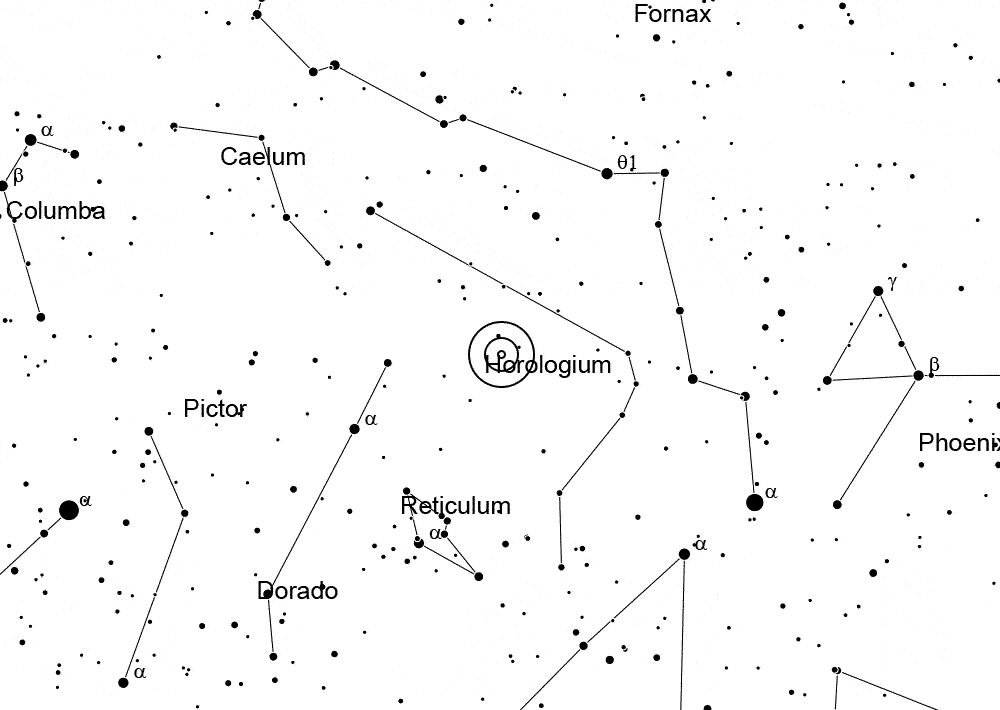 Fornax
α
Caelum
θ1
β
Columba
γ
Horologium
β
Pictor
α
Phoenix
α
Reticulum
α
α
α
α
Dorado
α